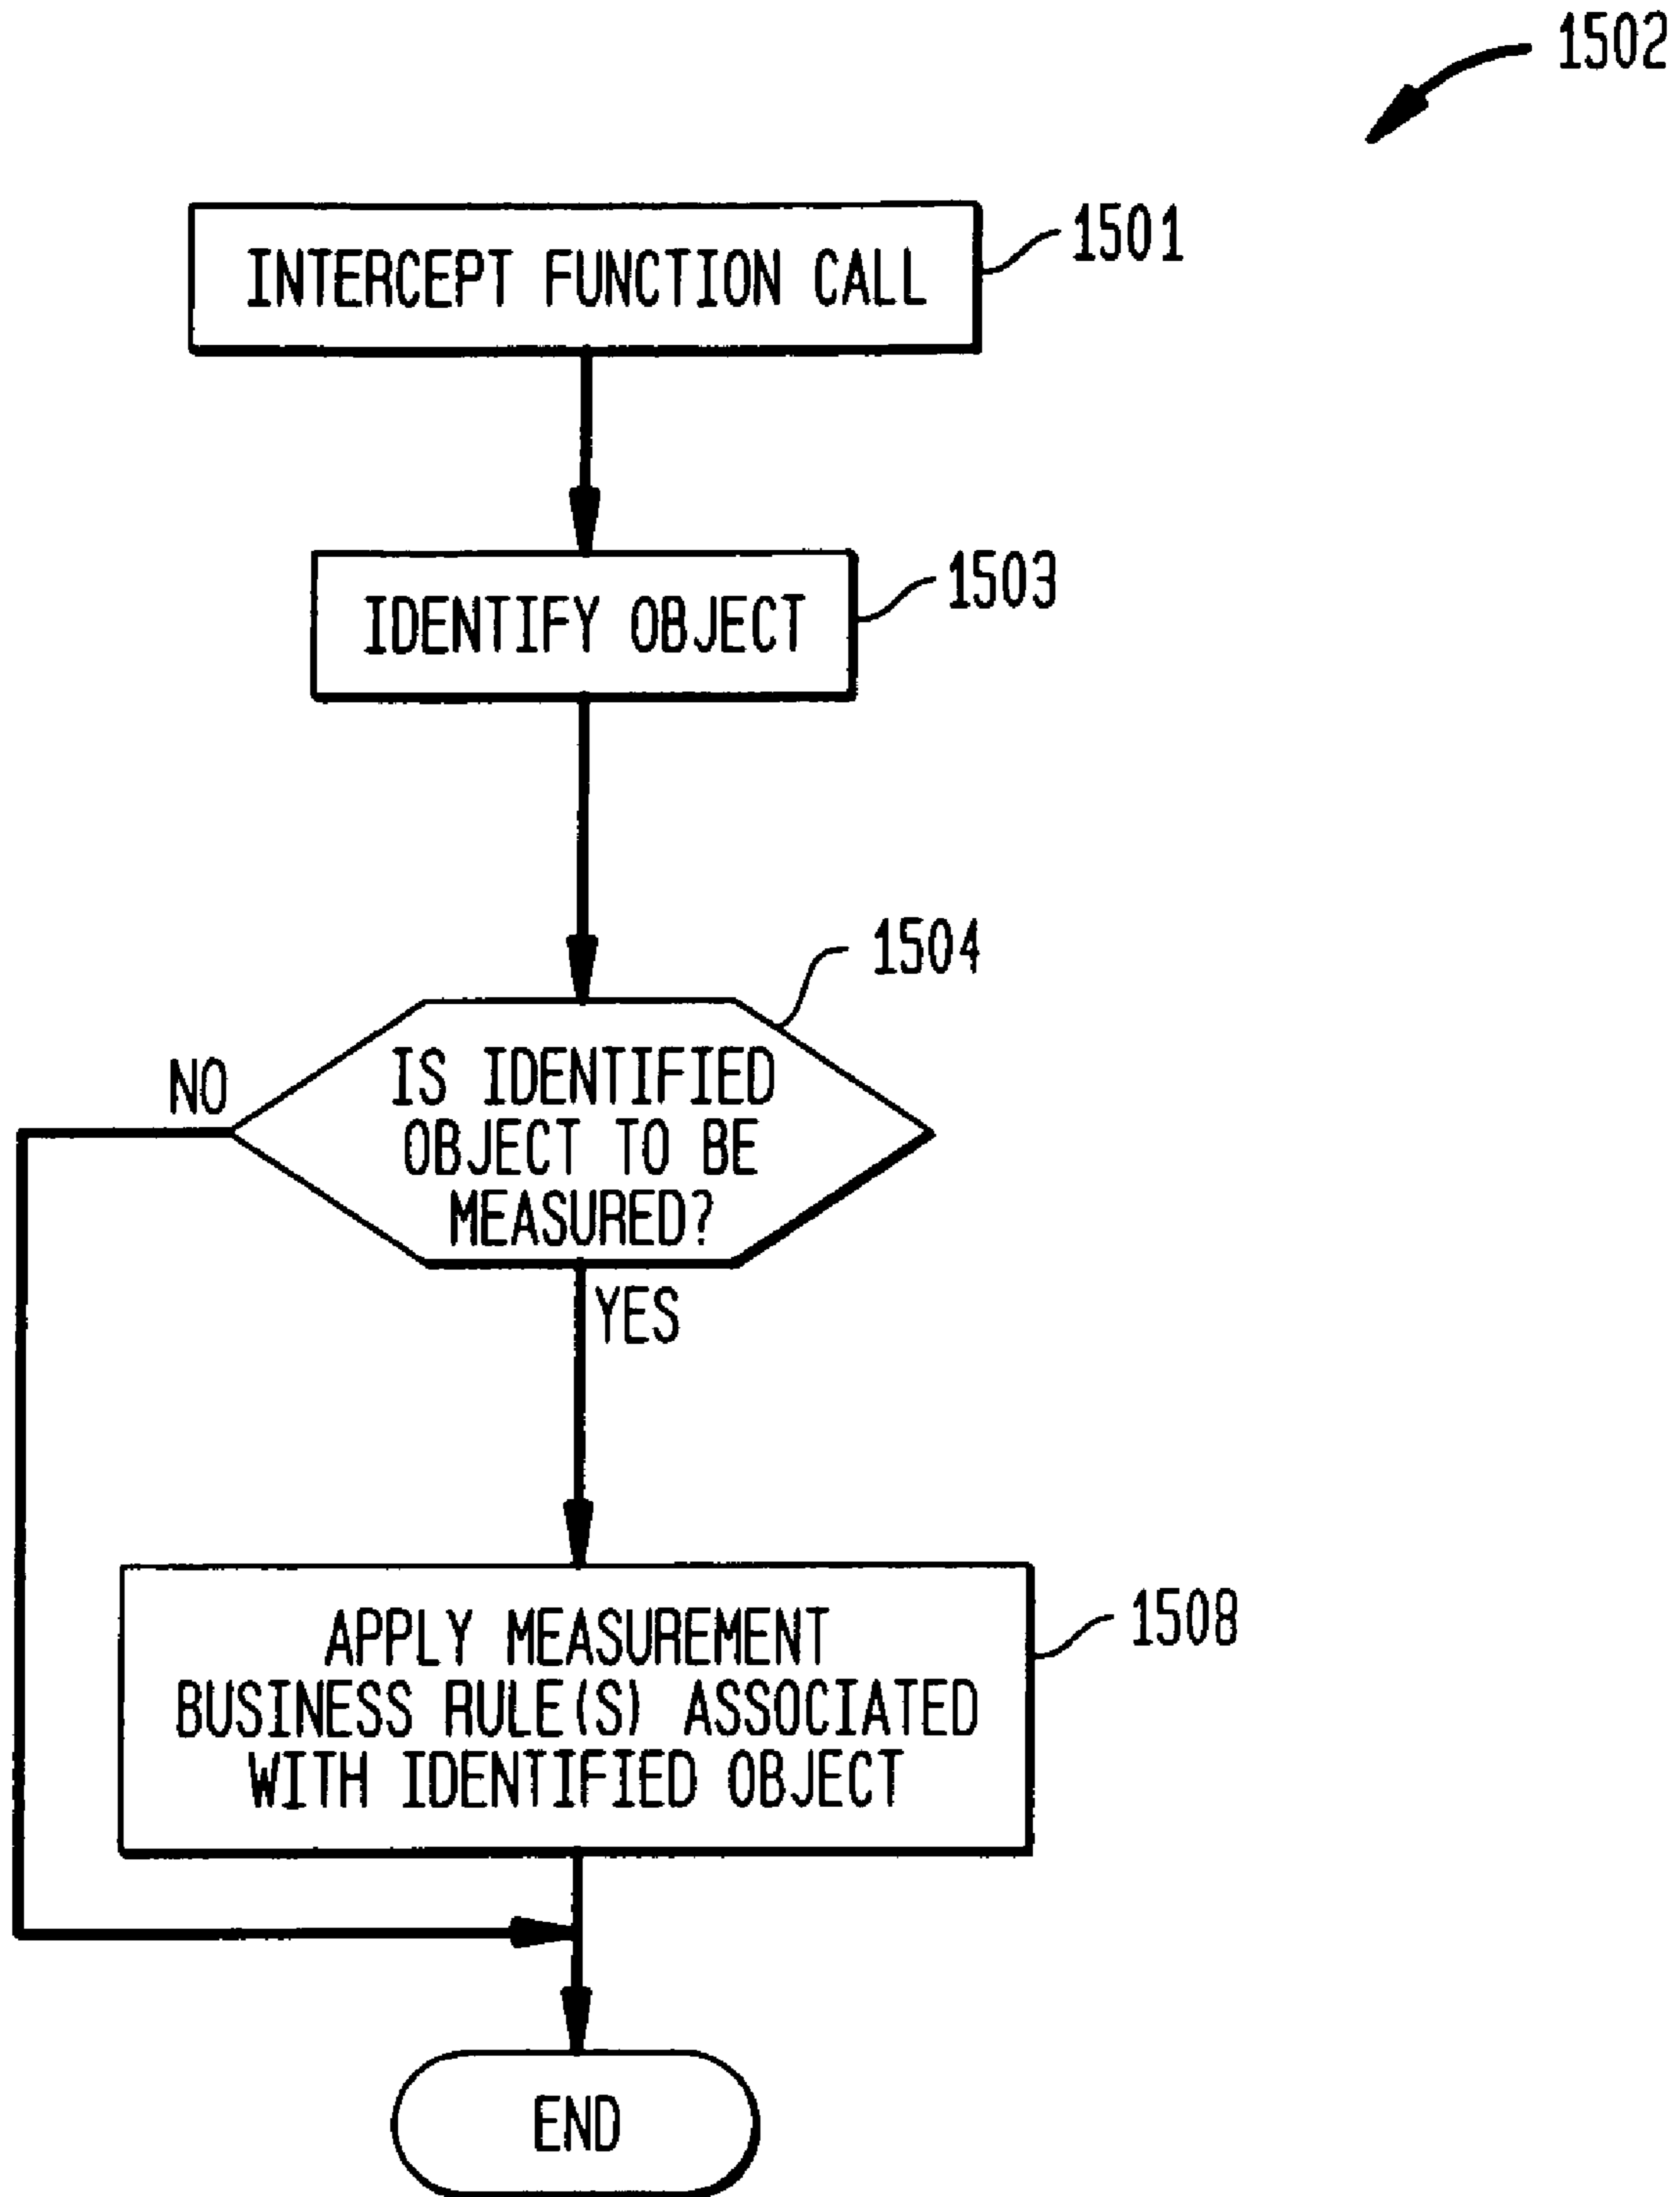 1502
INTERCEPT FUNCTION CALL
1501
IDENTIFY OBJECT
1503
1504
IS IDENTIFIED
OBJECT TO BE
MEASURED?
NO
YES
APPLY MEASUREMENT
BUSINESS RULE(S) ASSOCIATED
WITH IDENTIFIED OBJECT
1508
END